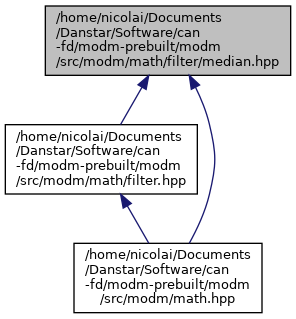 /home/nicolai/Documents
/Danstar/Software/can
-fd/modm-prebuilt/modm
/src/modm/math/filter/median.hpp
/home/nicolai/Documents
/Danstar/Software/can
-fd/modm-prebuilt/modm
/src/modm/math/filter.hpp
/home/nicolai/Documents
/Danstar/Software/can
-fd/modm-prebuilt/modm
/src/modm/math.hpp